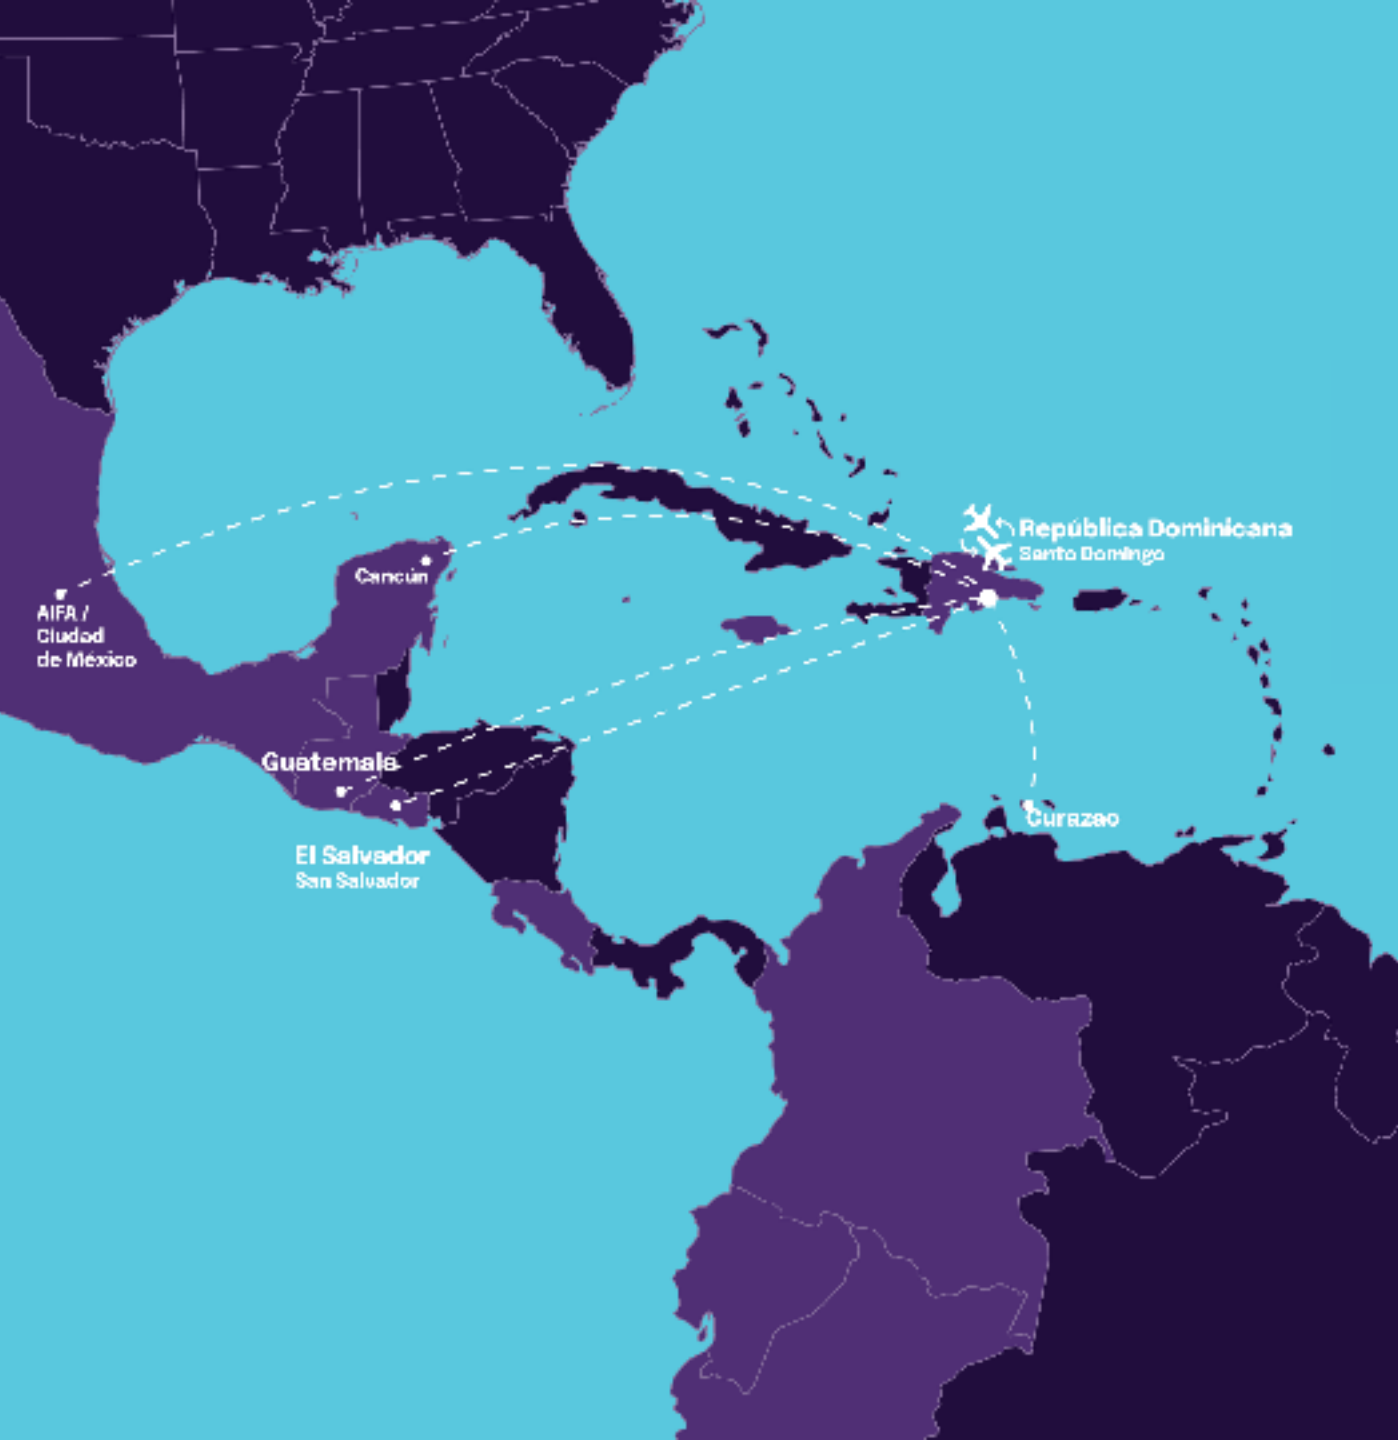 República Dominicana
Santo Domingo
Cancún
AIFA /
Ciudad
de México
Guatemala
Curazao
El Salvador
San Salvador